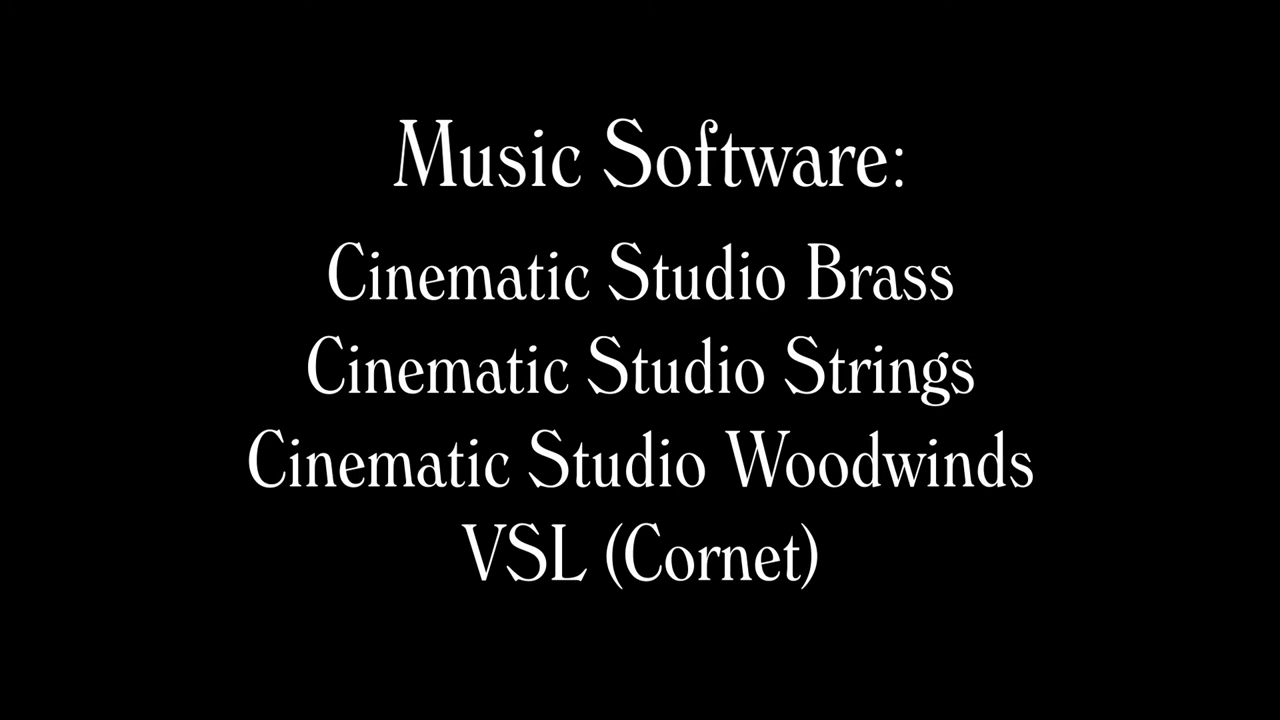 Music Software:
Cinematic Studio Brass
Cinematic Studio Strings
Cinematic Studio Woodwinds
VSL (Cornet)